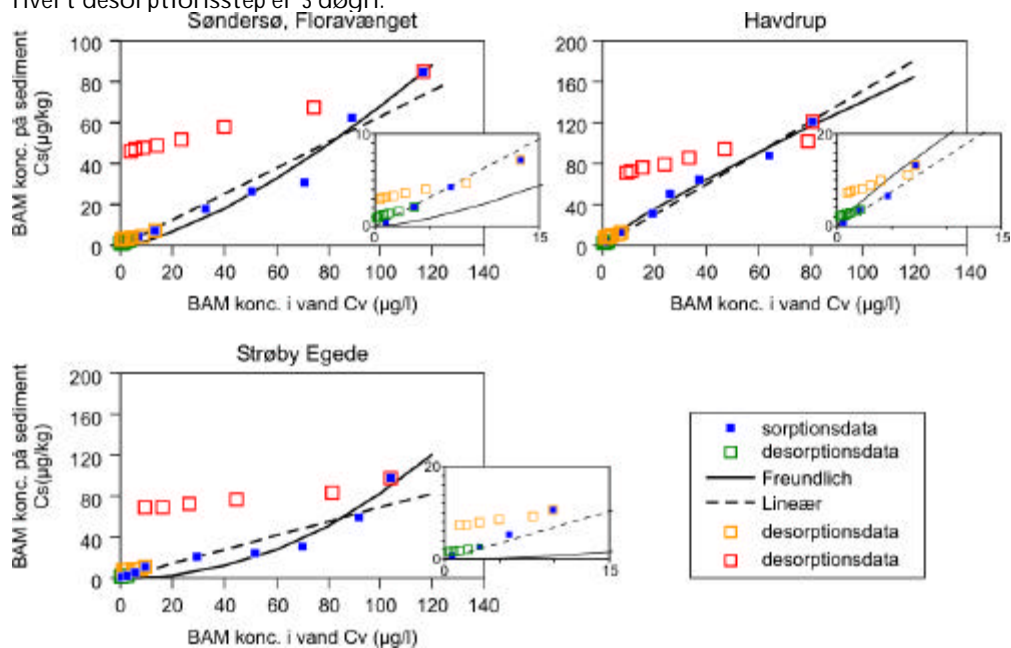 hvert desorptionsstep er 3 døgn.
Søndersø, Floravænget
BAM konc. på sediment
Cs(µg/kg)
100
80
60
40
20
0
10
0
0
15
0 20 40 60 80 100 120 140
BAM konc. i vand Cv (µg/l)
Havdrup
200
160
120
80
40
0
20
0
0
15
0 20 40 60 80 100 120 140
BAM konc. i vand Cv (µg/l)
Strøby Egede
BAM konc. på sediment
Cs(µg/kg)
200
160
120
80
40
0
20
0
0
15
0 20 40 60 80 100 120 140
BAM konc. i vand Cv (µg/l)
sorptionsdata
desorptionsdata
Freundlich
Lineær
desorptionsdata
desorptionsdata